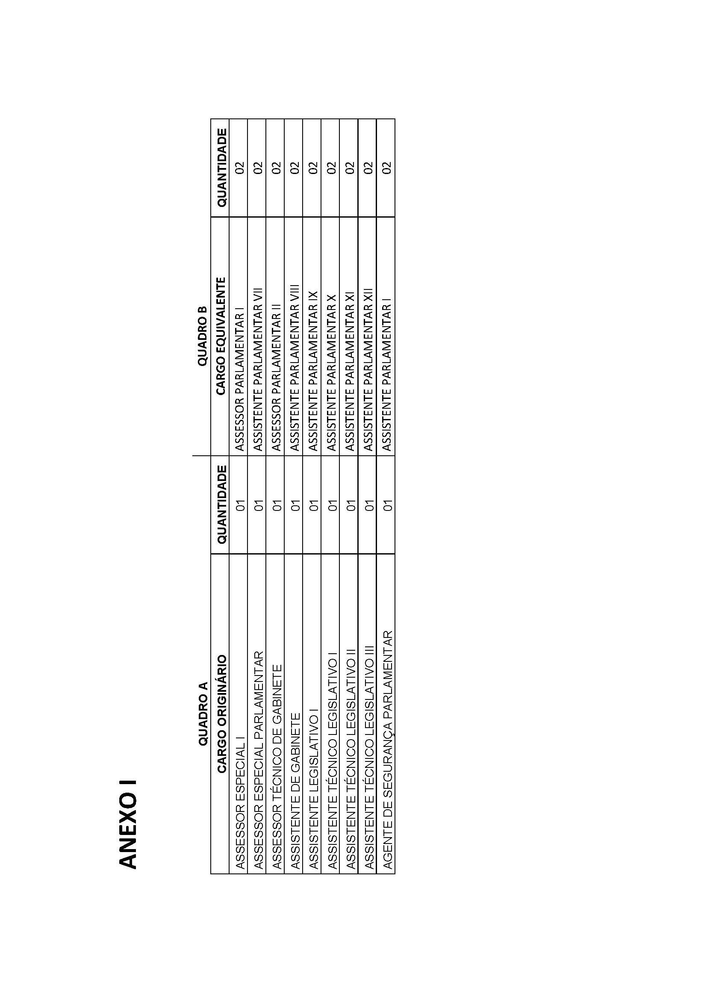 ANEXO I
QUADRO A QUADRO B
CARGO ORIGINÁRIO QUANTIDADE CARGO EQUIVALENTE QUANTIDADE
ASSESSOR ESPECIAL I 01 ASSESSOR PARLAMENTAR I 02
ASSESSOR ESPECIAL PARLAMENTAR 01 ASSISTENTE PARLAMENTAR VII 02
ASSESSOR TÉCNICO DE GABINETE 01 ASSESSOR PARLAMENTAR II 02
ASSISTENTE DE GABINETE 01 ASSISTENTE PARLAMENTAR VIII 02
ASSISTENTE LEGISLATIVO I 01 ASSISTENTE PARLAMENTAR IX 02
ASSISTENTE TÉCNICO LEGISLATIVO I 01 ASSISTENTE PARLAMENTAR X 02
ASSISTENTE TÉCNICO LEGISLATIVO II 01 ASSISTENTE PARLAMENTAR XI 02
ASSISTENTE TÉCNICO LEGISLATIVO III 01 ASSISTENTE PARLAMENTAR XII 02
AGENTE DE SEGURANÇA PARLAMENTAR 01 ASSISTENTE PARLAMENTAR I 02